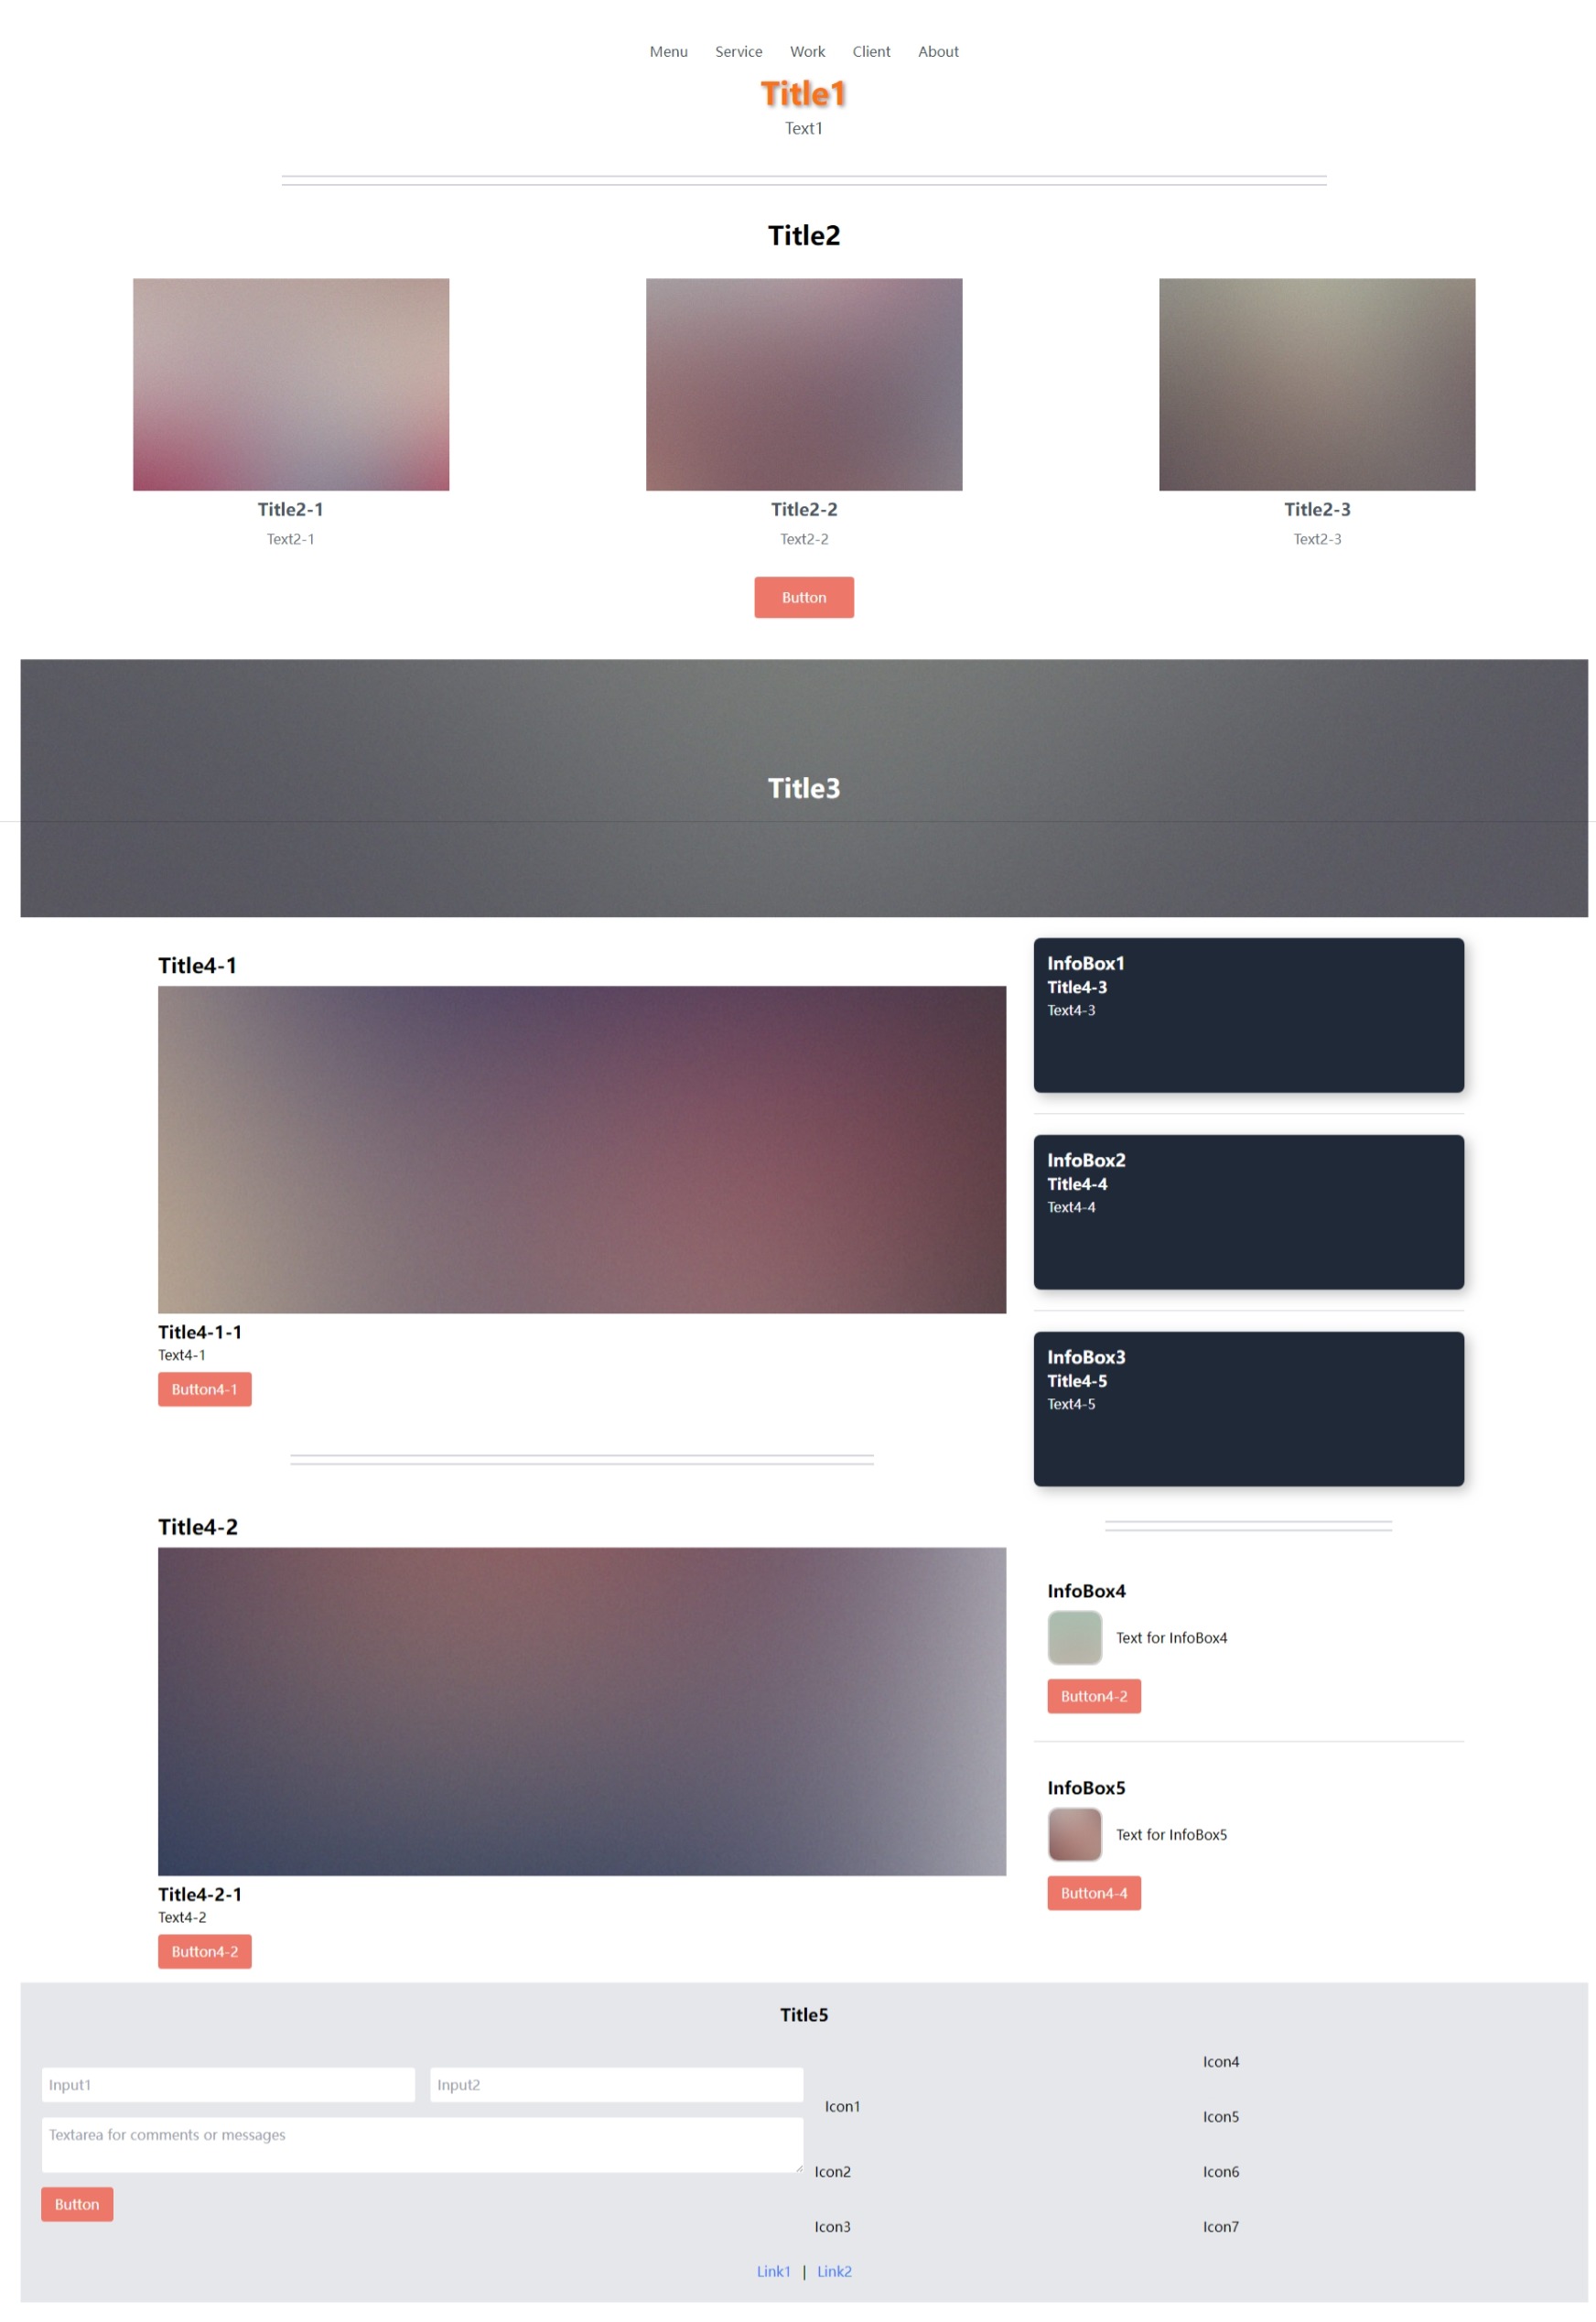 Menu Service Work Client About
Title1
Text1
Title2
Title2-1
Text2-1
Title2-2
Text2-2
Title2-3
Text2-3
Button
Title3
Title4-1
Title4-1-1
Text4-1
Button4-1
Title4-2
Title4-2-1
Text4-2
Button4-2
InfoBox1
Title4-3
Text4-3
InfoBox2
Title4-4
Text4-4
InfoBox3
Title4-5
Text4-5
InfoBox4
Text for InfoBox4
Button4-2
InfoBox5
Text for InfoBox5
Button4-4
Title5
Input1
Input2
Textarea for comments or messages
Button
Icon1
Icon2
Icon3
Icon4
Icon5
Icon6
Icon7
Link1 | Link2